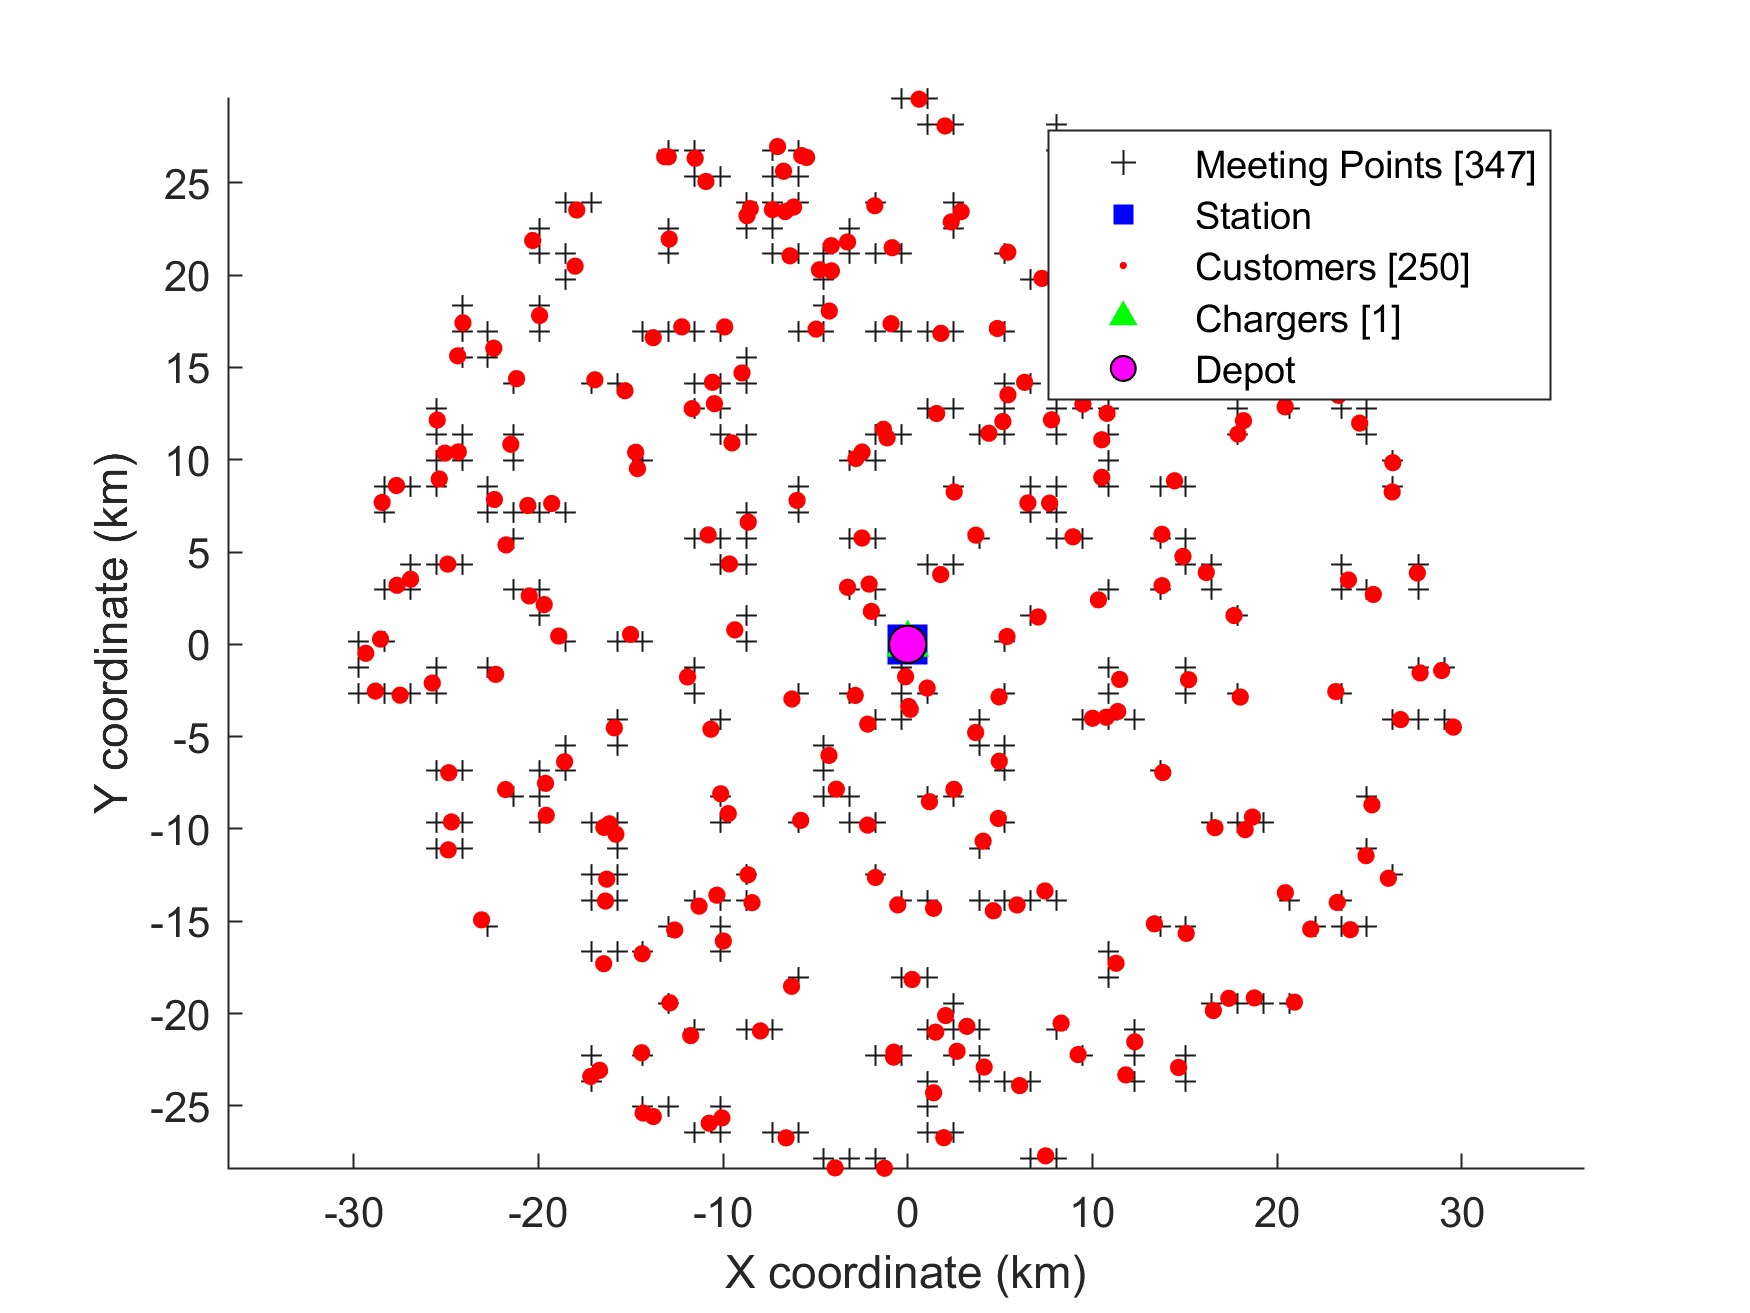 Meeting Points [347]
Station
Customers [250]
Chargers [1]
Depot
Y coordinate (km)
25
20
15
10
5
0
-5
-10
-15
-20
-25
-30
-20
-10
0
10
20
30
X coordinate (km)